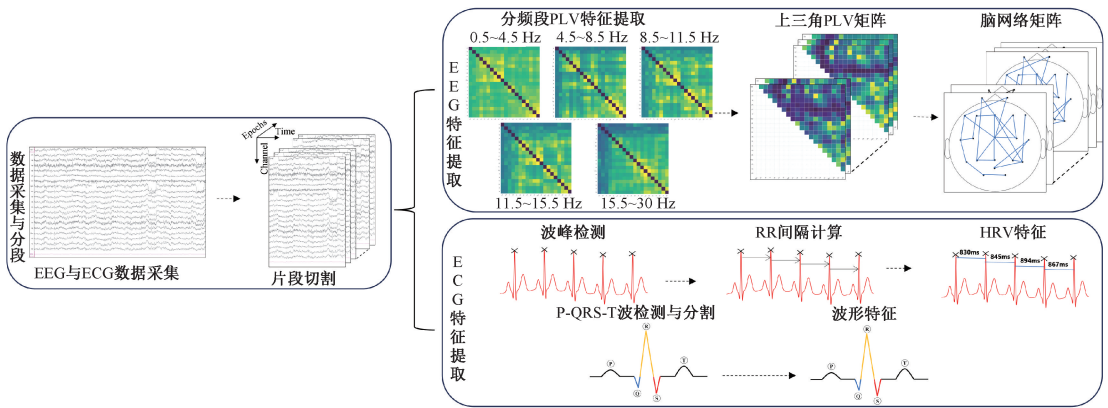 数据采集与分段
Epochs
Time
Channel
EEG与ECG数据采集
片段切割
EEG特征提取
分频段PLV特征提取
0.5~4.5 Hz
4.5~8.5 Hz
8.5~11.5 Hz
11.5~15.5 Hz
15.5~30 Hz
上三角PLV矩阵
脑网络矩阵
ECG特征提取
波峰检测
RR间隔计算
HRV特征
830ms
845ms
894ms
867ms
P-QRS-T波检测与分割
波形特征
R
P
T
Q
S
R
P
T
Q
S